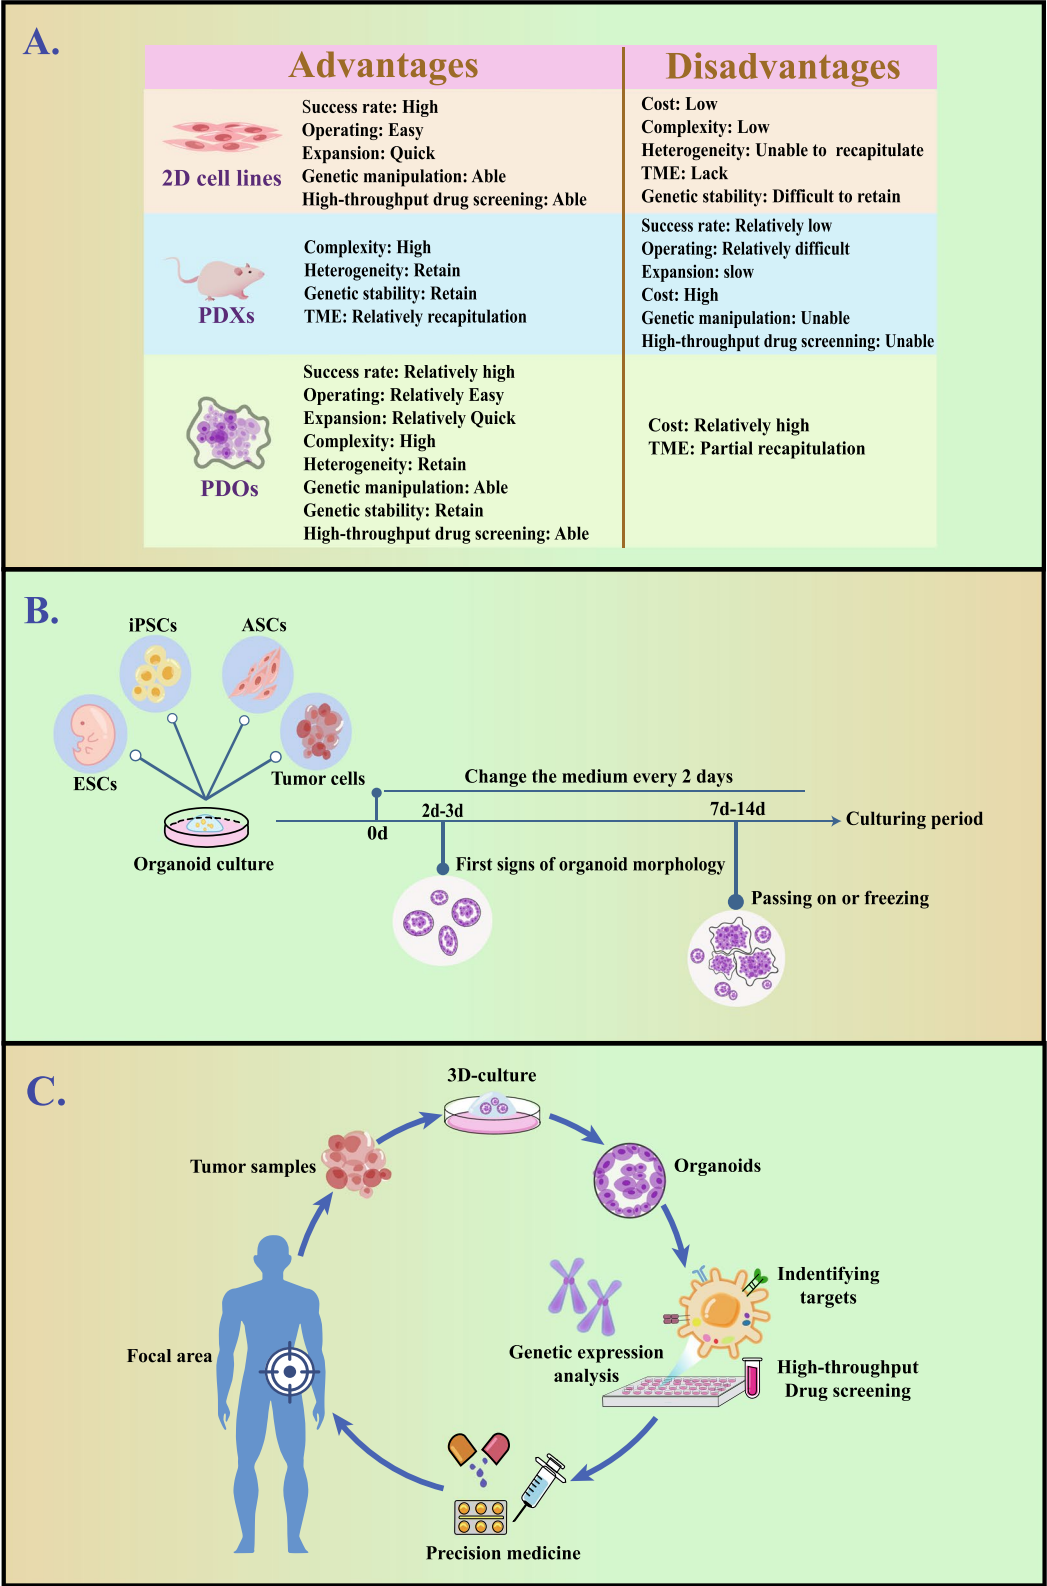 A.
Advantages
Disadvantages
2D cell lines
Success rate: High
Operating: Easy
Expansion: Quick
Genetic manipulation: Able
High-throughput drug screening: Able
Cost: Low
Complexity: Low
Heterogeneity: Unable to recapitulate
TME: Lack
Genetic stability: Difficult to retain
PDXs
Complexity: High
Heterogeneity: Retain
Genetic stability: Retain
TME: Relatively recapitulation
Success rate: Relatively low
Operating: Relatively difficult
Expansion: slow
Cost: High
Genetic manipulation: Unable
High-throughput drug screenning: Unable
PDOs
Success rate: Relatively high
Operating: Relatively Easy
Expansion: Relatively Quick
Complexity: High
Heterogeneity: Retain
Genetic manipulation: Able
Genetic stability: Retain
High-throughput drug screening: Able
Cost: Relatively high
TME: Partial recapitulation
B.
iPSCs
ASCs
ESCs
Tumor cells
Organoid culture
Change the medium every 2 days
0d
2d-3d
7d-14d
Culturing period
First signs of organoid morphology
Passing on or freezing
C.
3D-culture
Tumor samples
Organoids
Indentifying
targets
Genetic expression
analysis
High-throughput
Drug screening
Focal area
Precision medicine